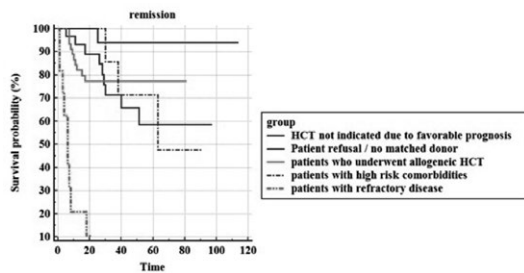 remission
Survival probability (%)
100
90
80
70
60
50
40
30
20
10
0 20 40 60 80 100 120
Time
group
HCT not indicated due to favorable prognosis
Patient refusal / no matched donor
patients who underwent allogeneic HCT
patients with high risk comorbidities
patients with refractory disease